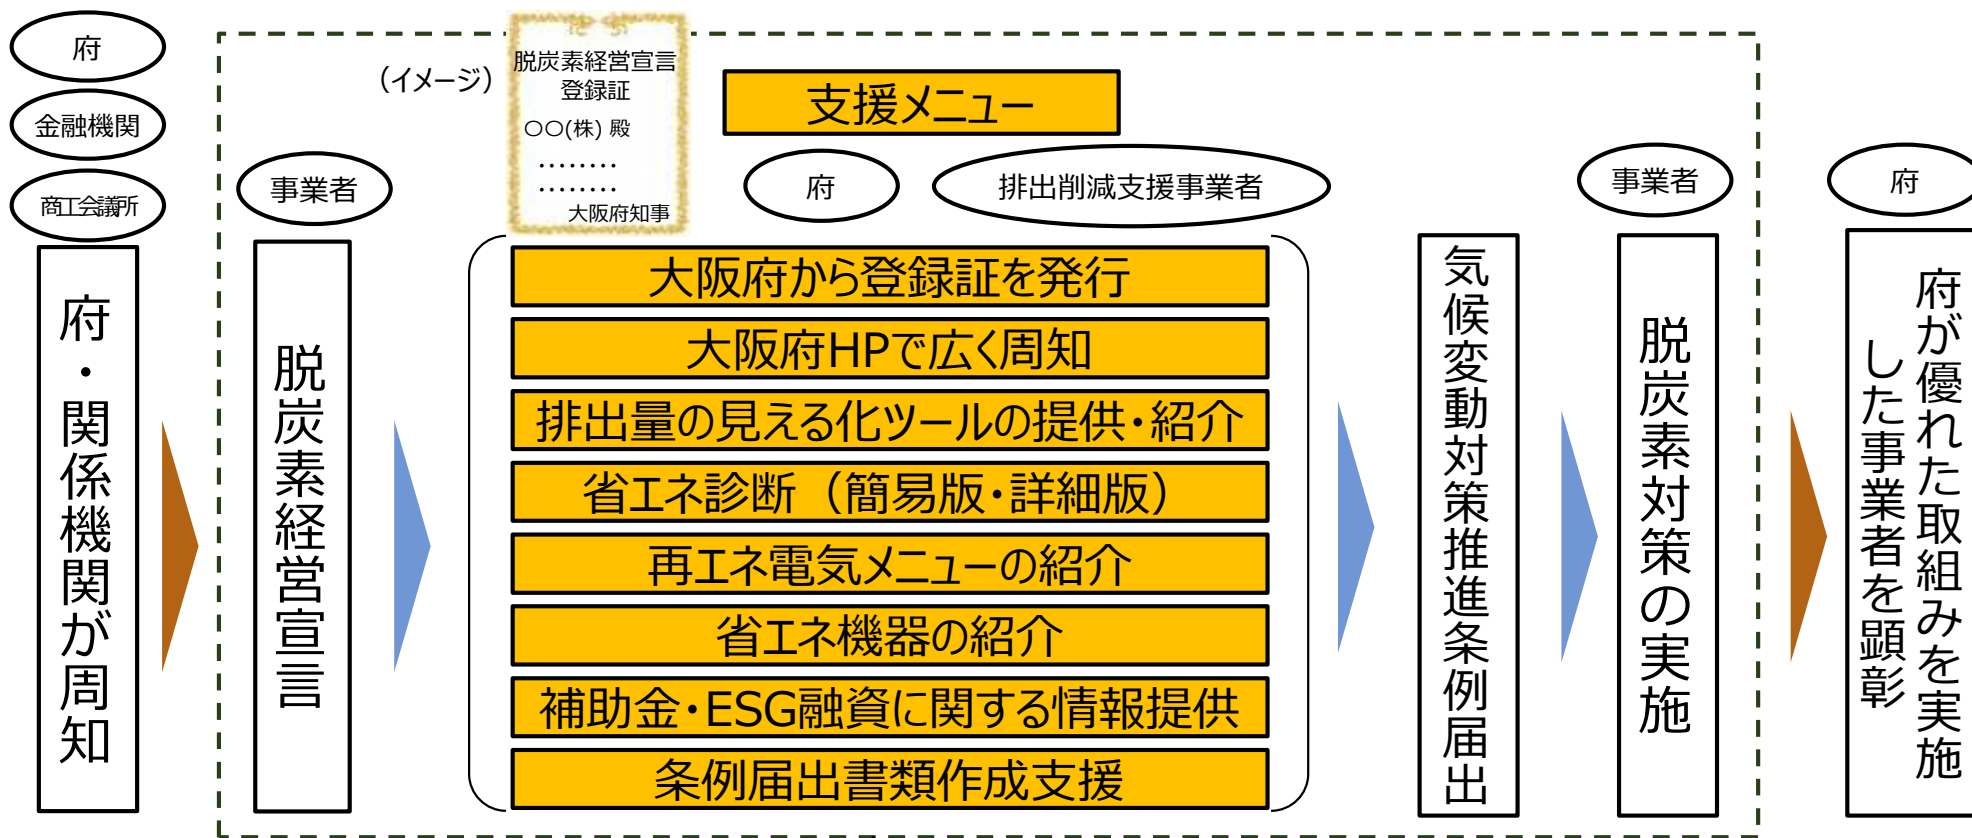 府
金融機関
商工会議所
府・関係機関が周知
事業者
脱炭素経営宣言
(イメージ)
脱炭素経営宣言
登録証
〇〇(株) 殿
‥‥‥‥
‥‥‥‥
大阪府知事
支援メニュー
府
排出削減支援事業者
大阪府から登録証を発行
大阪府HPで広く周知
排出量の見える化ツールの提供・紹介
省エネ診断（簡易版・詳細版）
再エネ電気メニューの紹介
省エネ機器の紹介
補助金・ESG融資に関する情報提供
条例届出書類作成支援
気候変動対策推進条例届出
事業者
脱炭素対策の実施
府
府が優れた取組みを実施
した事業者を顕彰